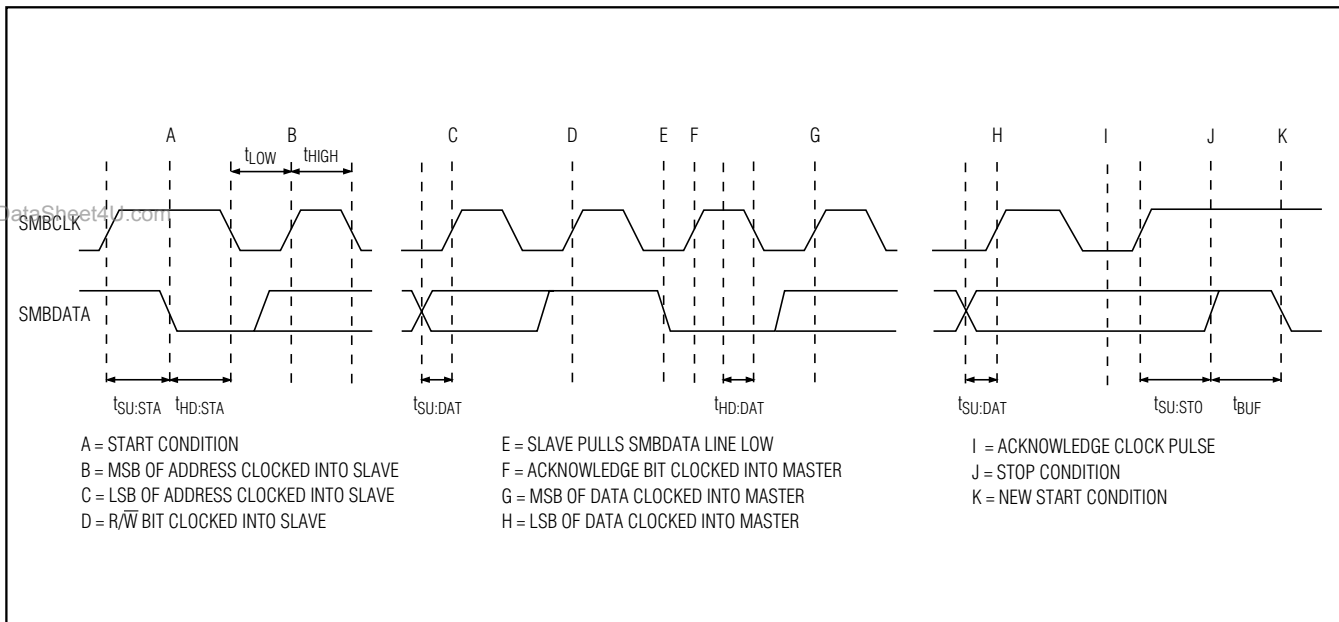 A B C D E F G H I J K
tLOW tHIGH
DataSheet4U.com
SMBCLK
SMBDATA
tSU:STA tHD:STA tSU:DAT tHD:DAT tSU:DAT tSU:STO tBUF
A = START CONDITION
B = MSB OF ADDRESS CLOCKED INTO SLAVE
C = LSB OF ADDRESS CLOCKED INTO SLAVE
D = R/W̅ BIT CLOCKED INTO SLAVE
E = SLAVE PULLS SMBDATA LINE LOW
F = ACKNOWLEDGE BIT CLOCKED INTO MASTER
G = MSB OF DATA CLOCKED INTO MASTER
H = LSB OF DATA CLOCKED INTO MASTER
I = ACKNOWLEDGE CLOCK PULSE
J = STOP CONDITION
K = NEW START CONDITION